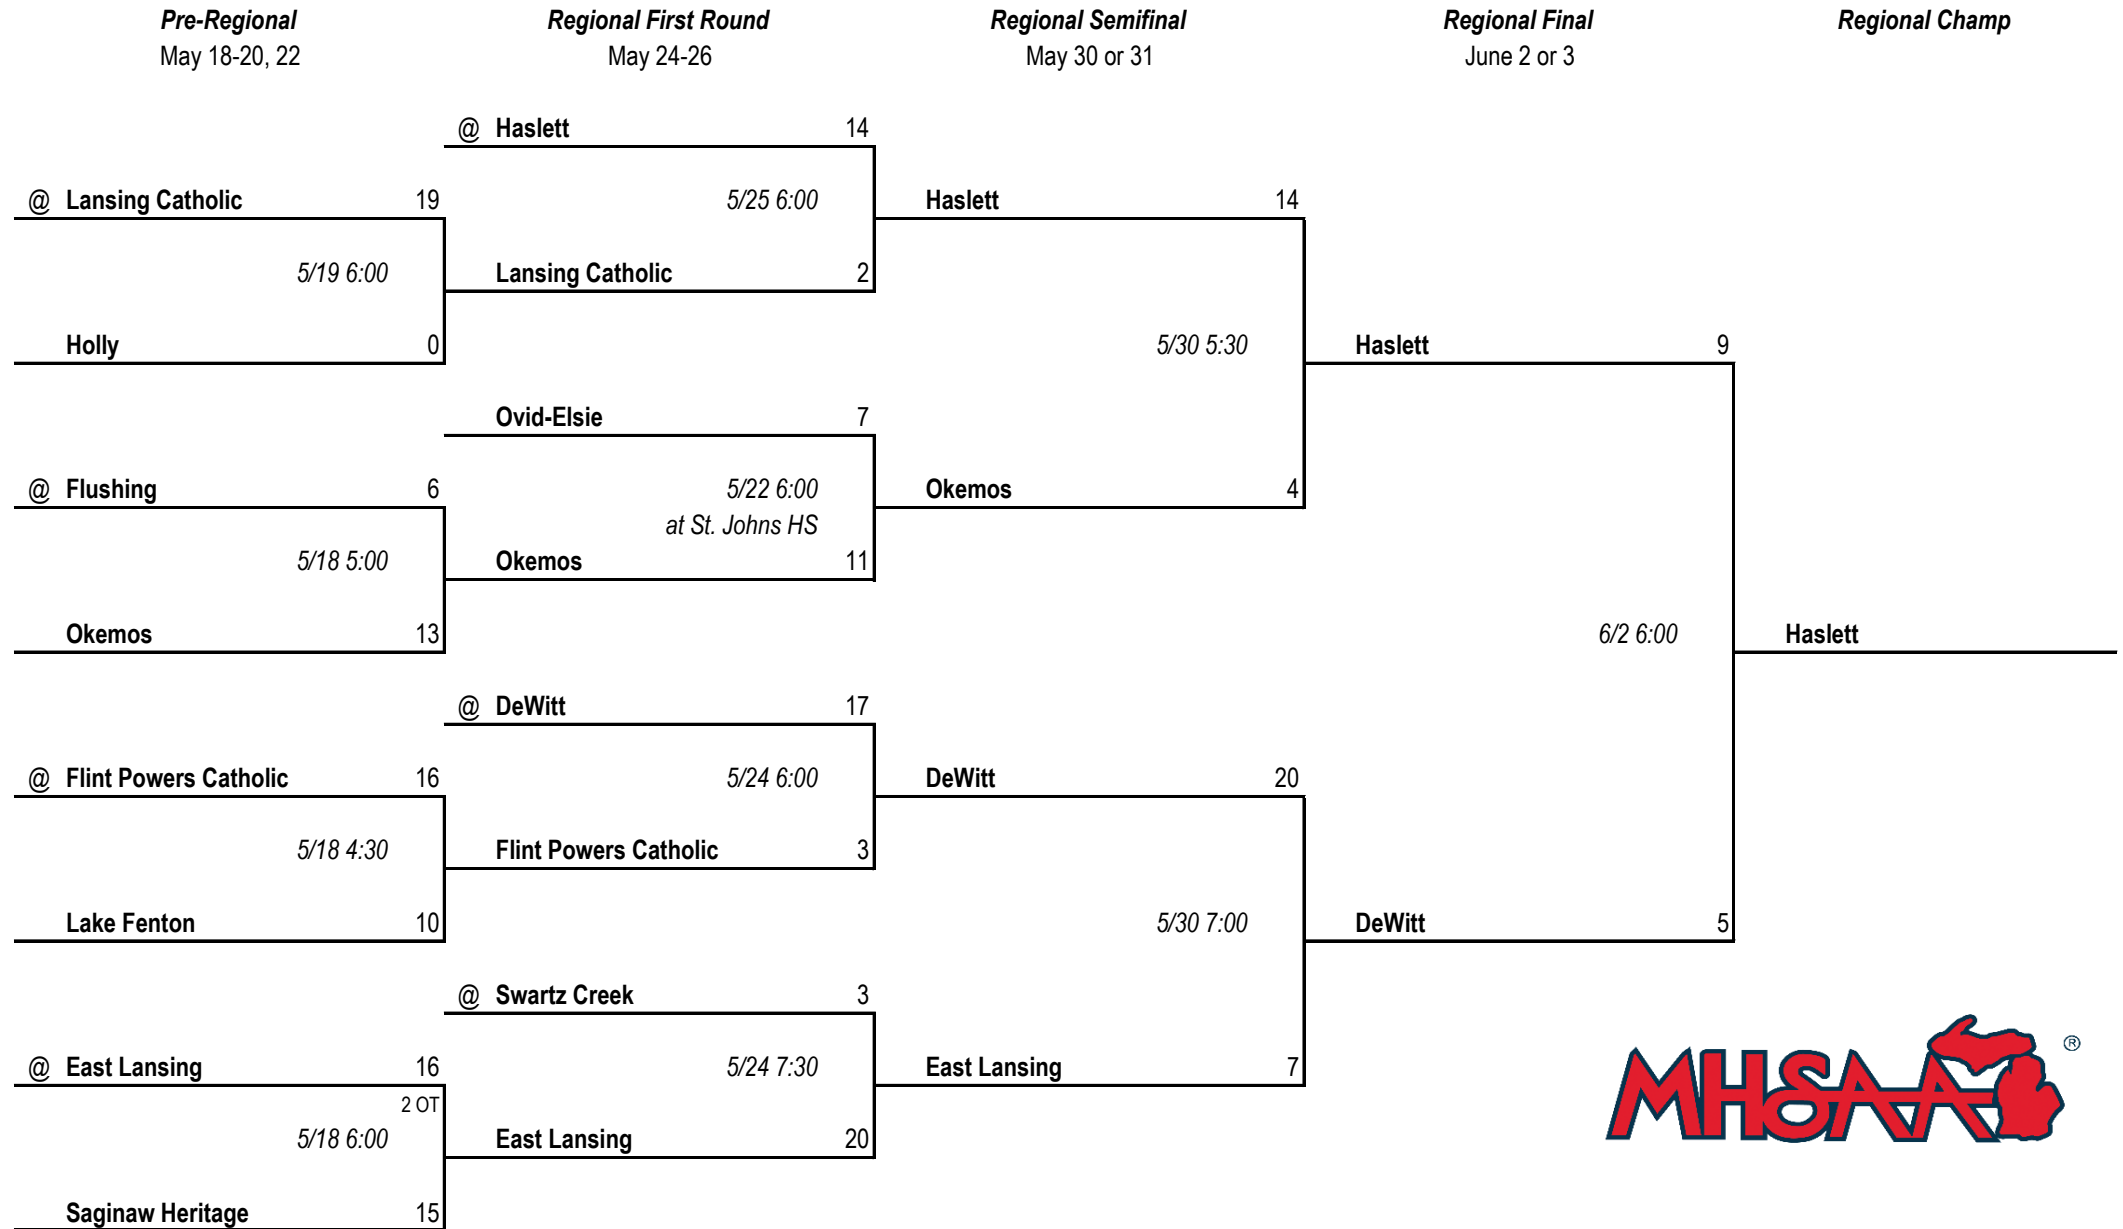 Pre-Regional Regional First Round Regional Semifinal Regional Final Regional Champ
May 18-20, 22 May 24-26 May 30 or 31 June 2 or 3
@ Haslett 14
@ Lansing Catholic 19 5/25 6:00 Haslett 14
5/19 6:00 Lansing Catholic 2
Holly 0 5/30 5:30 Haslett 9
Ovid-Elsie 7
@ Flushing 6 5/22 6:00 Okemos 4
at St. Johns HS
5/18 5:00 Okemos 11
Okemos 13 6/2 6:00 Haslett
@ DeWitt 17
@ Flint Powers Catholic 16 5/24 6:00 DeWitt 20
5/18 4:30 Flint Powers Catholic 3
Lake Fenton 10 5/30 7:00 DeWitt 5
@ Swartz Creek 3
@ East Lansing 16 5/24 7:30 East Lansing 7
2 OT
5/18 6:00 East Lansing 20
Saginaw Heritage 15
MHSAA ®